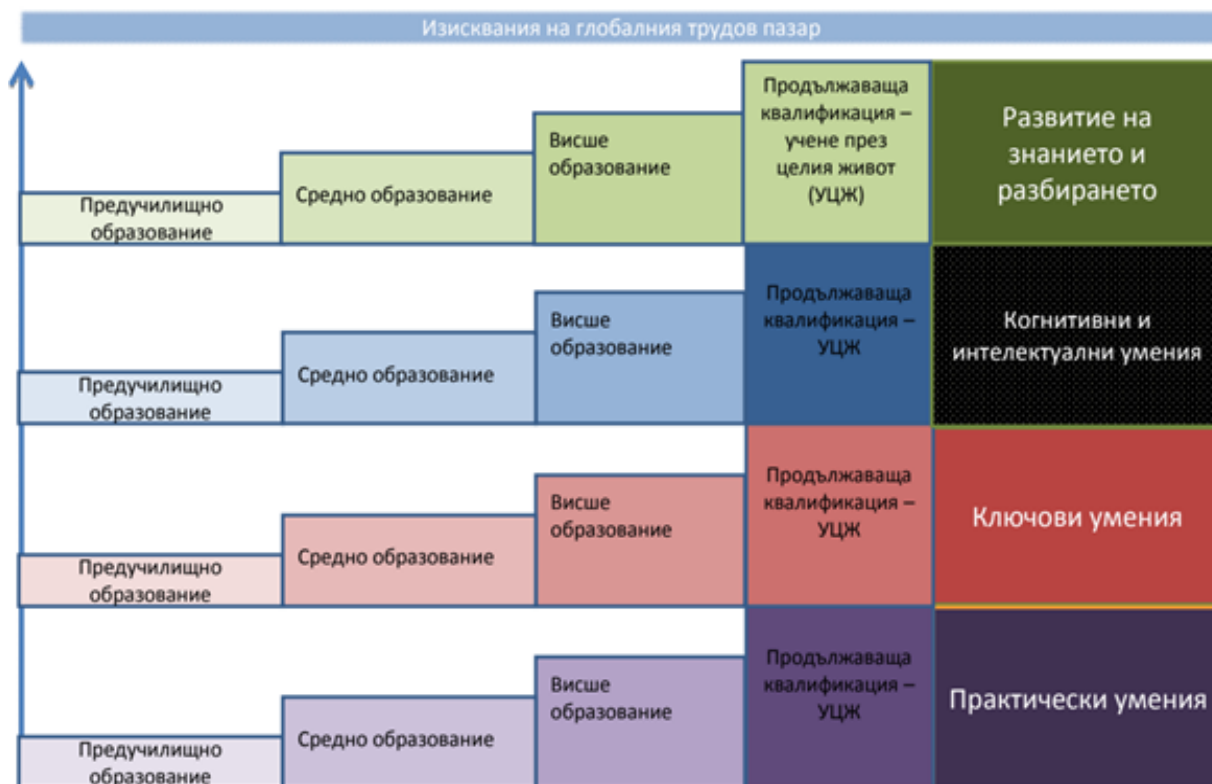 Изисквания на глобалния трудов пазар
Предучилищно
образование
Средно образование
Висше
образование
Продължаваща
квалификация –
учене през
целия живот
(УЦЖ)
Развитие на
знанието и
разбирането
Предучилищно
образование
Средно образование
Висше
образование
Продължаваща
квалификация –
УЦЖ
Когнитивни и
интелектуални умения
Предучилищно
образование
Средно образование
Висше
образование
Продължаваща
квалификация –
УЦЖ
Ключови умения
Предучилищно
образование
Средно образование
Висше
образование
Продължаваща
квалификация –
УЦЖ
Практически умения